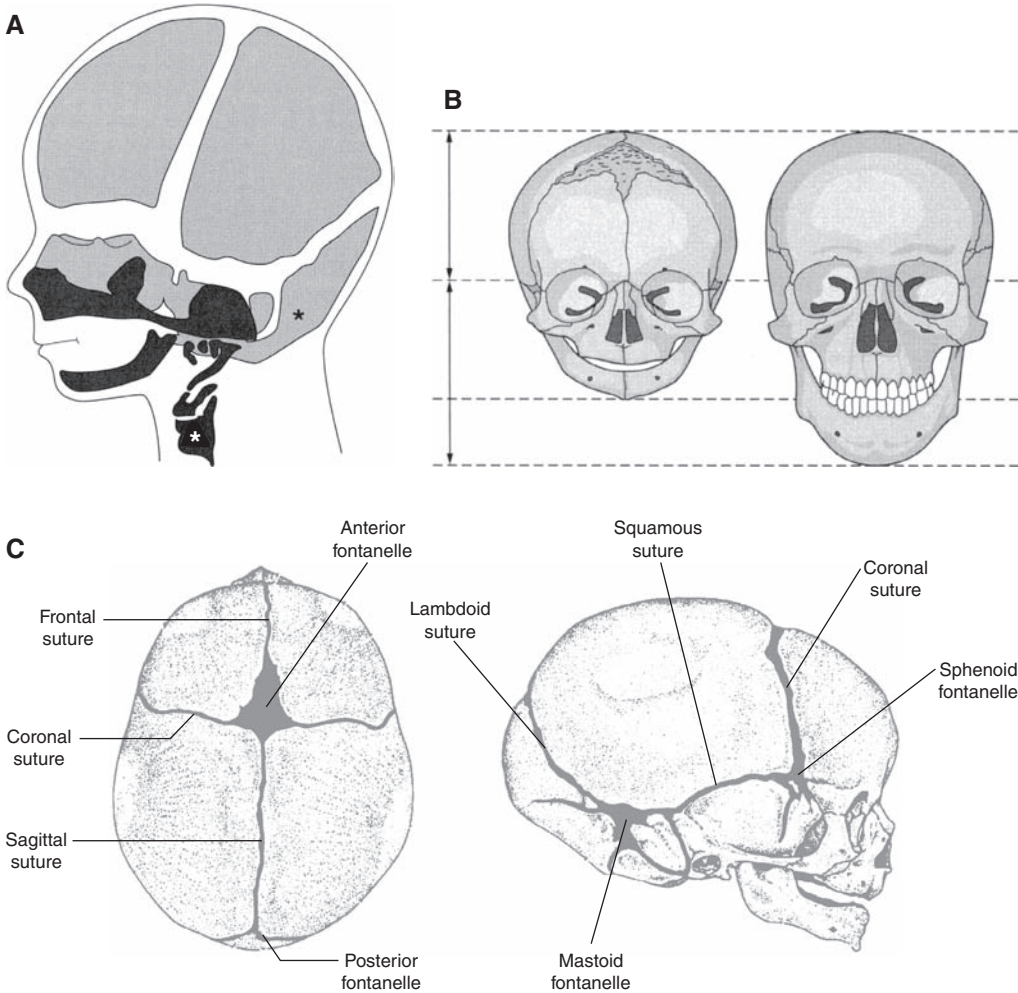 A
B
*
*
C
Anterior
fontanelle
Frontal
suture
Coronal
suture
Sagittal
suture
Posterior
fontanelle
Squamous
suture
Lambdoid
suture
Coronal
suture
Sphenoid
fontanelle
Mastoid
fontanelle